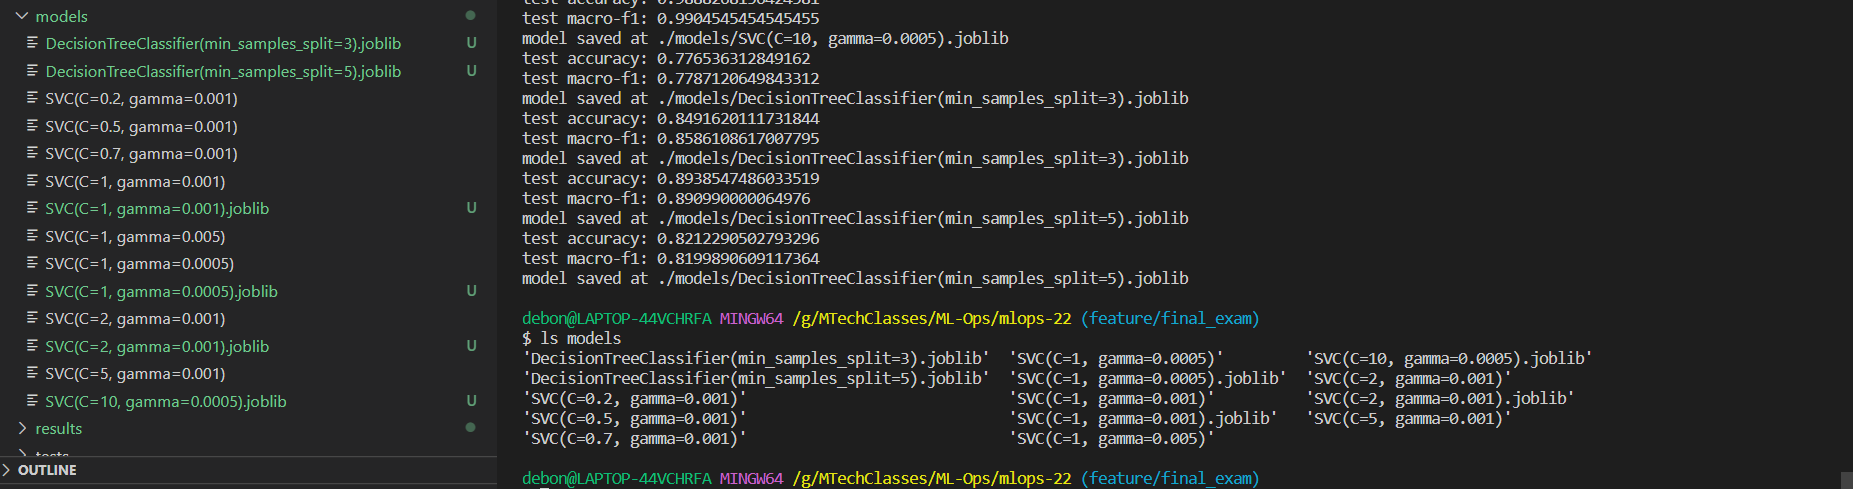 models
DecisionTreeClassifier(min_samples_split=3).joblib U
DecisionTreeClassifier(min_samples_split=5).joblib U
SVC(C=0.2, gamma=0.001)
SVC(C=0.5, gamma=0.001)
SVC(C=0.7, gamma=0.001)
SVC(C=1, gamma=0.001)
SVC(C=1, gamma=0.001).joblib U
SVC(C=1, gamma=0.005)
SVC(C=1, gamma=0.0005)
SVC(C=1, gamma=0.0005).joblib U
SVC(C=2, gamma=0.001)
SVC(C=2, gamma=0.001).joblib U
SVC(C=5, gamma=0.001)
SVC(C=10, gamma=0.0005).joblib U
results
tests
OUTLINE
test accuracy:
test macro-f1: 0.9904545454545455
model saved at ./models/SVC(C=10, gamma=0.0005).joblib
test accuracy: 0.776536312849162
test macro-f1: 0.7787120649843312
model saved at ./models/DecisionTreeClassifier(min_samples_split=3).joblib
test accuracy: 0.8491620111731844
test macro-f1: 0.8586108617007795
model saved at ./models/DecisionTreeClassifier(min_samples_split=3).joblib
test accuracy: 0.8938547486033519
test macro-f1: 0.890990000064976
model saved at ./models/DecisionTreeClassifier(min_samples_split=5).joblib
test accuracy: 0.8212290502793296
test macro-f1: 0.8199890609117364
model saved at ./models/DecisionTreeClassifier(min_samples_split=5).joblib
debon@LAPTOP-44VCHRFA MINGW64 /g/MTechClasses/ML-Ops/mlops-22 (feature/final_exam)
$ ls models
'DecisionTreeClassifier(min_samples_split=3).joblib' 'SVC(C=1, gamma=0.0005)' 'SVC(C=10, gamma=0.0005).joblib'
'DecisionTreeClassifier(min_samples_split=5).joblib' 'SVC(C=1, gamma=0.0005).joblib' 'SVC(C=2, gamma=0.001)'
'SVC(C=0.2, gamma=0.001)' 'SVC(C=1, gamma=0.001)' 'SVC(C=2, gamma=0.001).joblib'
'SVC(C=0.5, gamma=0.001)' 'SVC(C=1, gamma=0.001).joblib' 'SVC(C=5, gamma=0.001)'
'SVC(C=0.7, gamma=0.001)' 'SVC(C=1, gamma=0.005)'
debon@LAPTOP-44VCHRFA MINGW64 /g/MTechClasses/ML-Ops/mlops-22 (feature/final_exam)